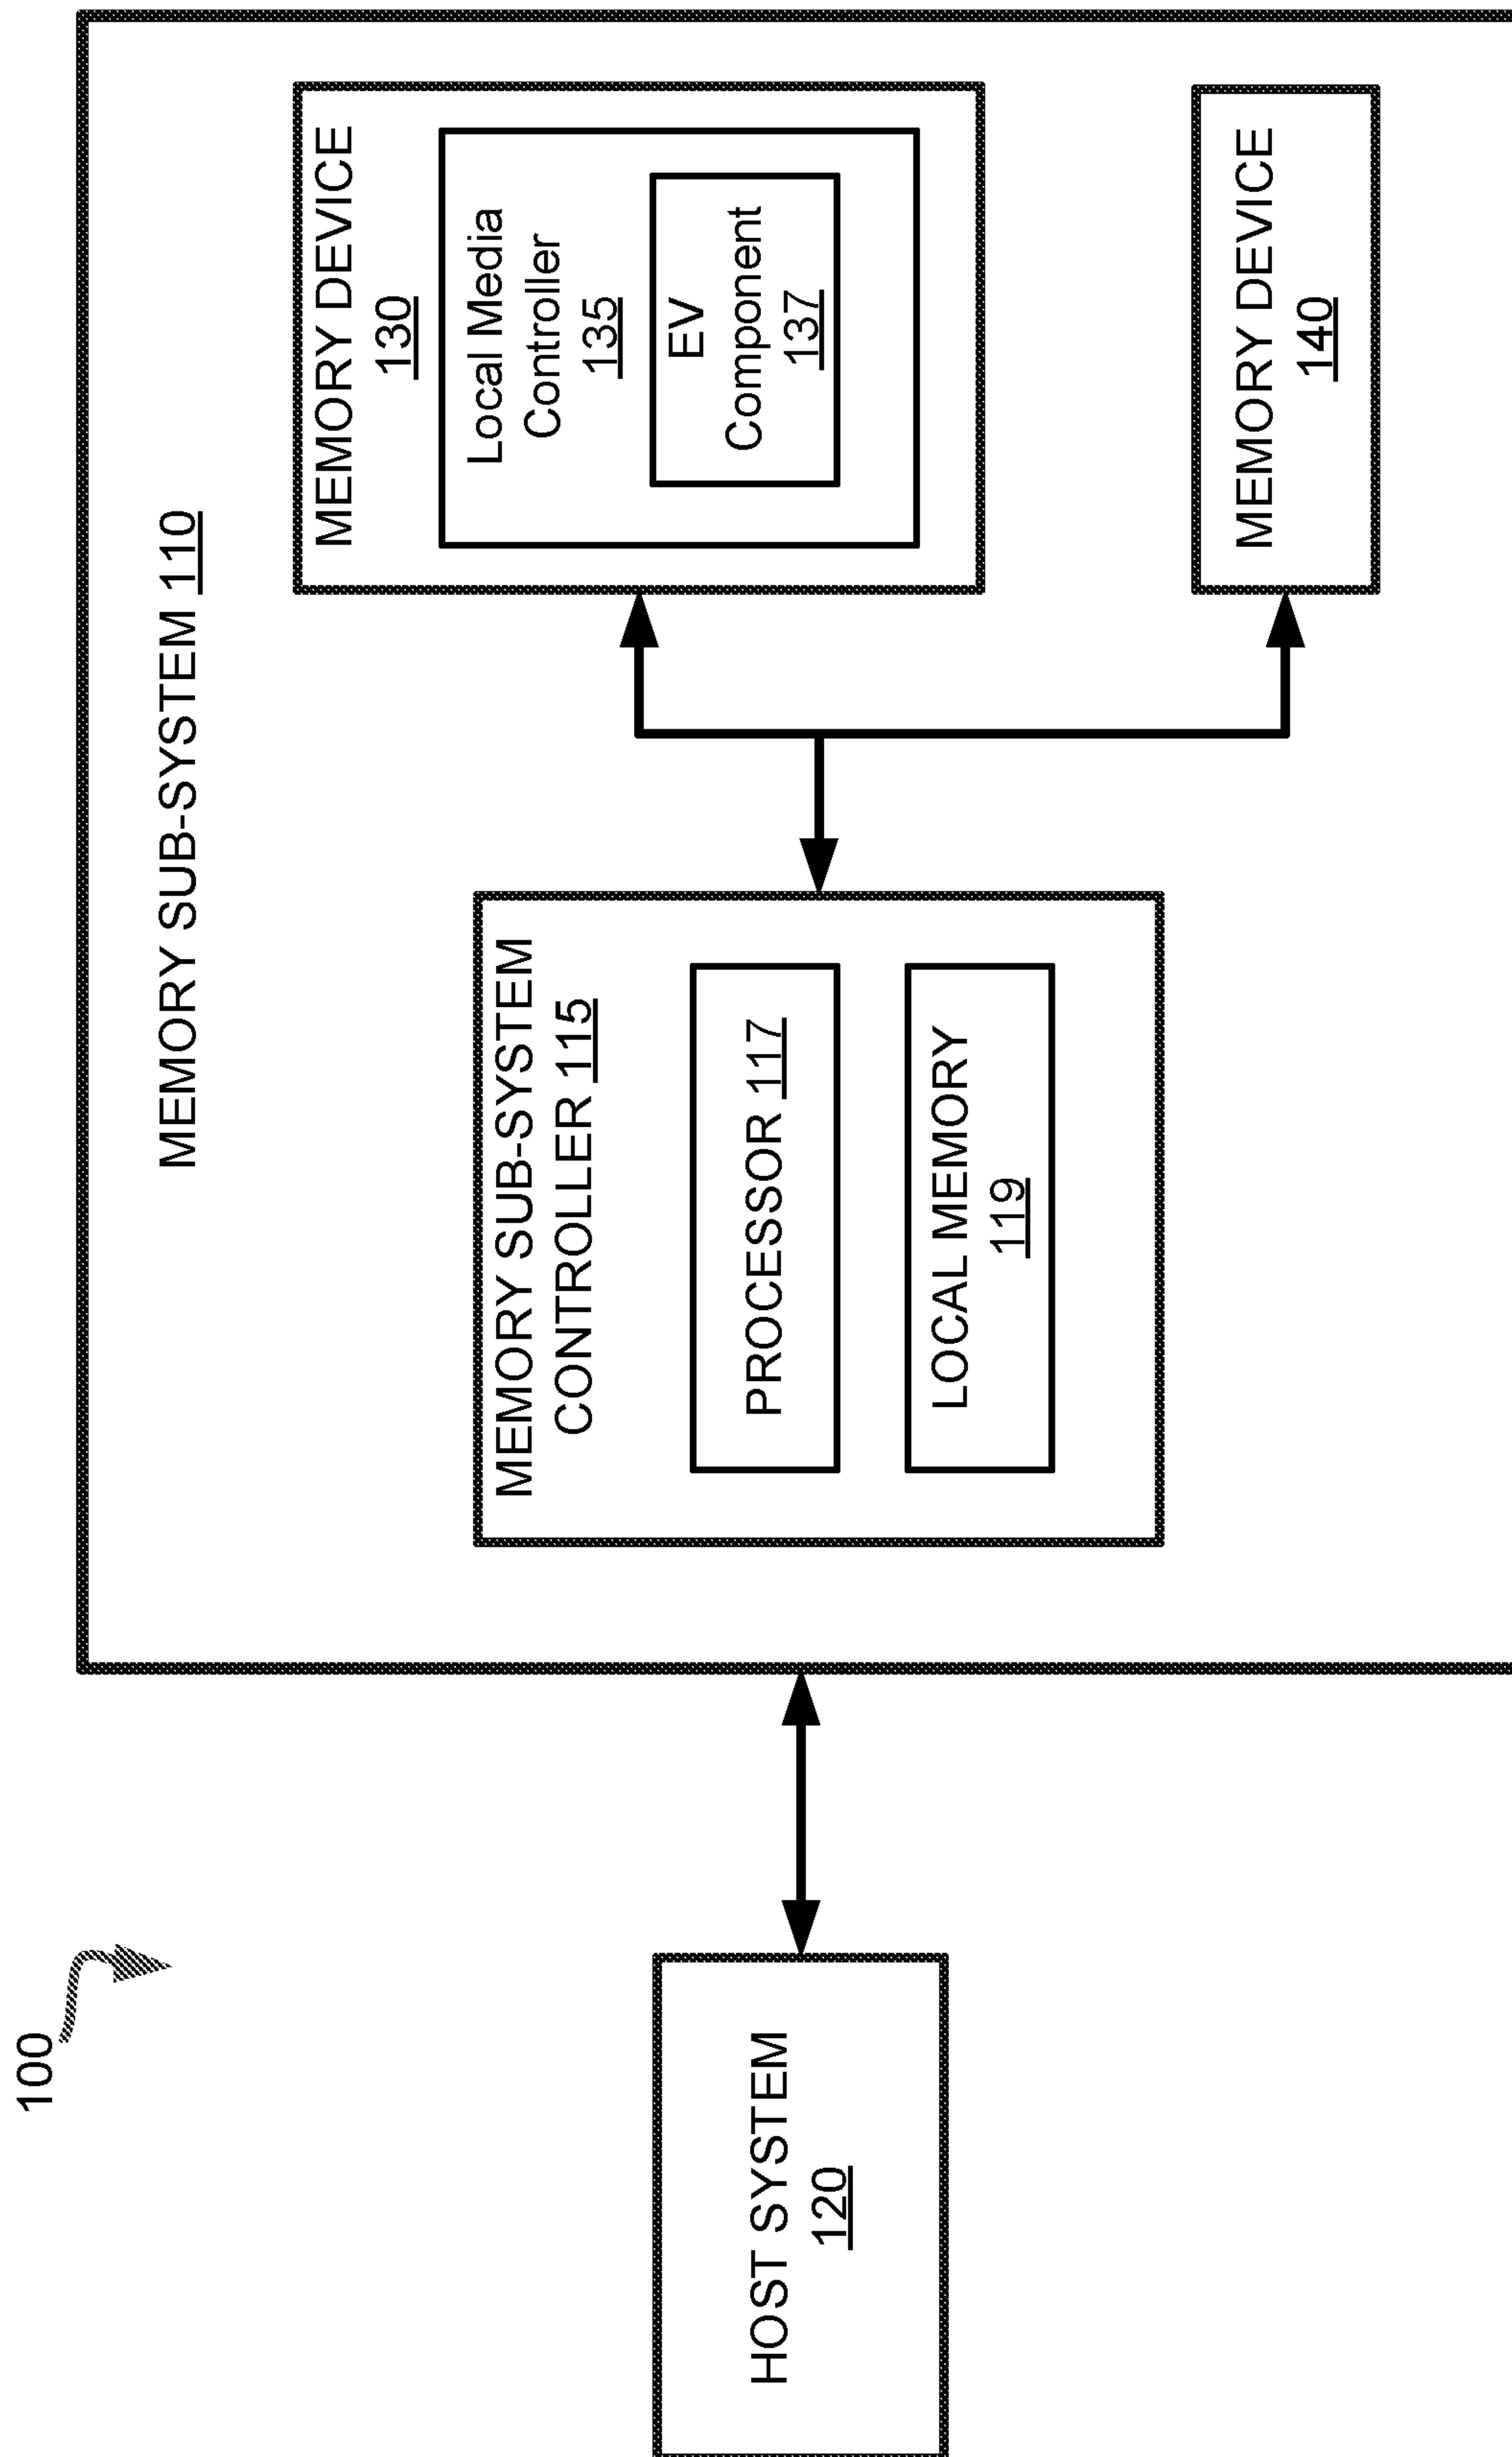 100
MEMORY SUB-SYSTEM 110
HOST SYSTEM
120
MEMORY SUB-SYSTEM
CONTROLLER 115
PROCESSOR 117
LOCAL MEMORY
119
MEMORY DEVICE
130
Local Media
Controller
135
EV
Component
137
MEMORY DEVICE
140